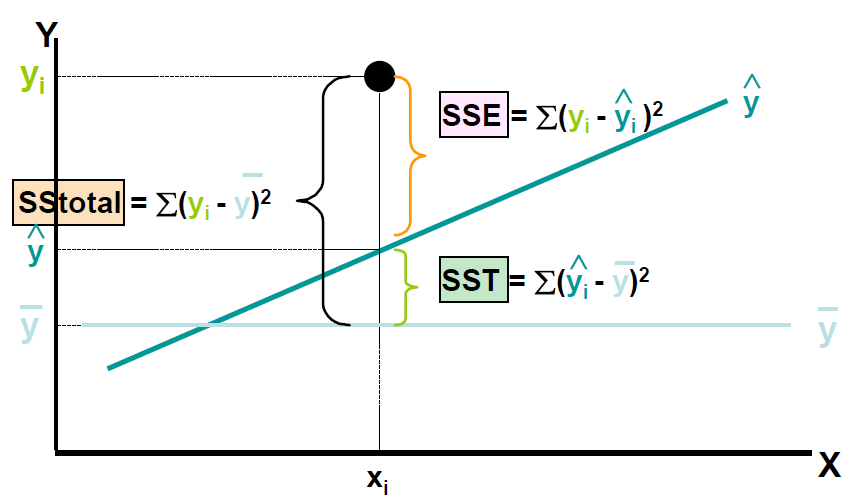 Y
yᵢ
SSE = Σ(yᵢ - ŷᵢ)²
ŷ
SStotal = Σ(yᵢ - ȳ)²
ŷ
SST = Σ(ŷᵢ - ȳ)²
ȳ
ȳ
X
xᵢ